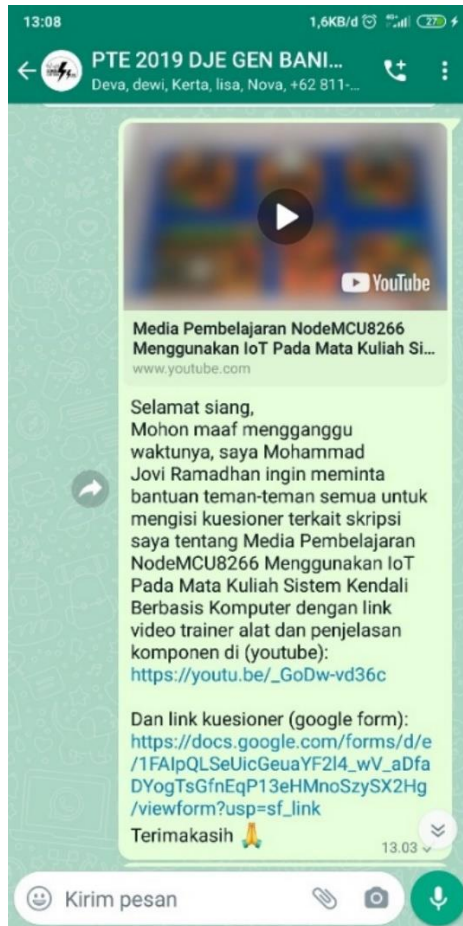 13:08
1,6KB/d
27
PTE 2019 DJE GEN BANI...
Deva, dewi, Kerta, lisa, Nova, +62 811-...
YouTube
Media Pembelajaran NodeMCU8266
Menggunakan IoT Pada Mata Kuliah Si...
www.youtube.com
Selamat siang,
Mohon maaf mengganggu
waktunya, saya Mohammad
Jovi Ramadhan ingin meminta
bantuan teman-teman semua untuk
mengisi kuesioner terkait skripsi
saya tentang Media Pembelajaran
NodeMCU8266 Menggunakan IoT
Pada Mata Kuliah Sistem Kendali
Berbasis Komputer dengan link
video trainer alat dan penjelasan
komponen di (youtube):
https://youtu.be/_GoDw-vd36c
Dan link kuesioner (google form):
https://docs.google.com/forms/d/e
/1FAIpQLSeUicGeuaYF2l4_wV_aDfa
DYogTsGfnEqP13eHMnoSzySX2Hg
/viewform?usp=sf_link
Terimakasih 🙏
13.03
Kirim pesan